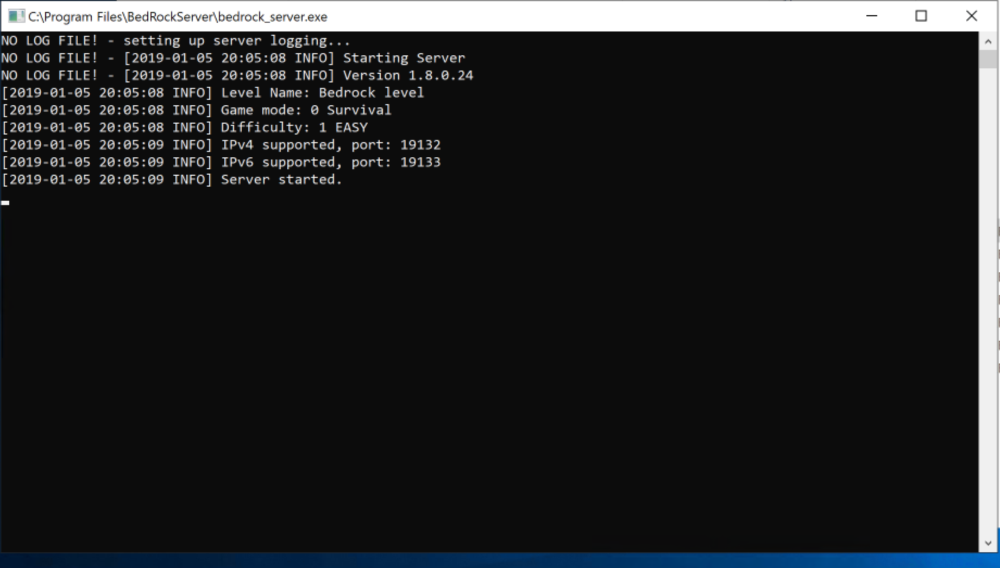 C:\Program Files\BedRockServer\bedrock_server.exe
NO LOG FILE! - setting up server logging...
NO LOG FILE! - [2019-01-05 20:05:08 INFO] Starting Server
NO LOG FILE! - [2019-01-05 20:05:08 INFO] Version 1.8.0.24
[2019-01-05 20:05:08 INFO] Level Name: Bedrock level
[2019-01-05 20:05:08 INFO] Game mode: 0 Survival
[2019-01-05 20:05:08 INFO] Difficulty: 1 EASY
[2019-01-05 20:05:09 INFO] IPv4 supported, port: 19132
[2019-01-05 20:05:09 INFO] IPv6 supported, port: 19133
[2019-01-05 20:05:09 INFO] Server started.